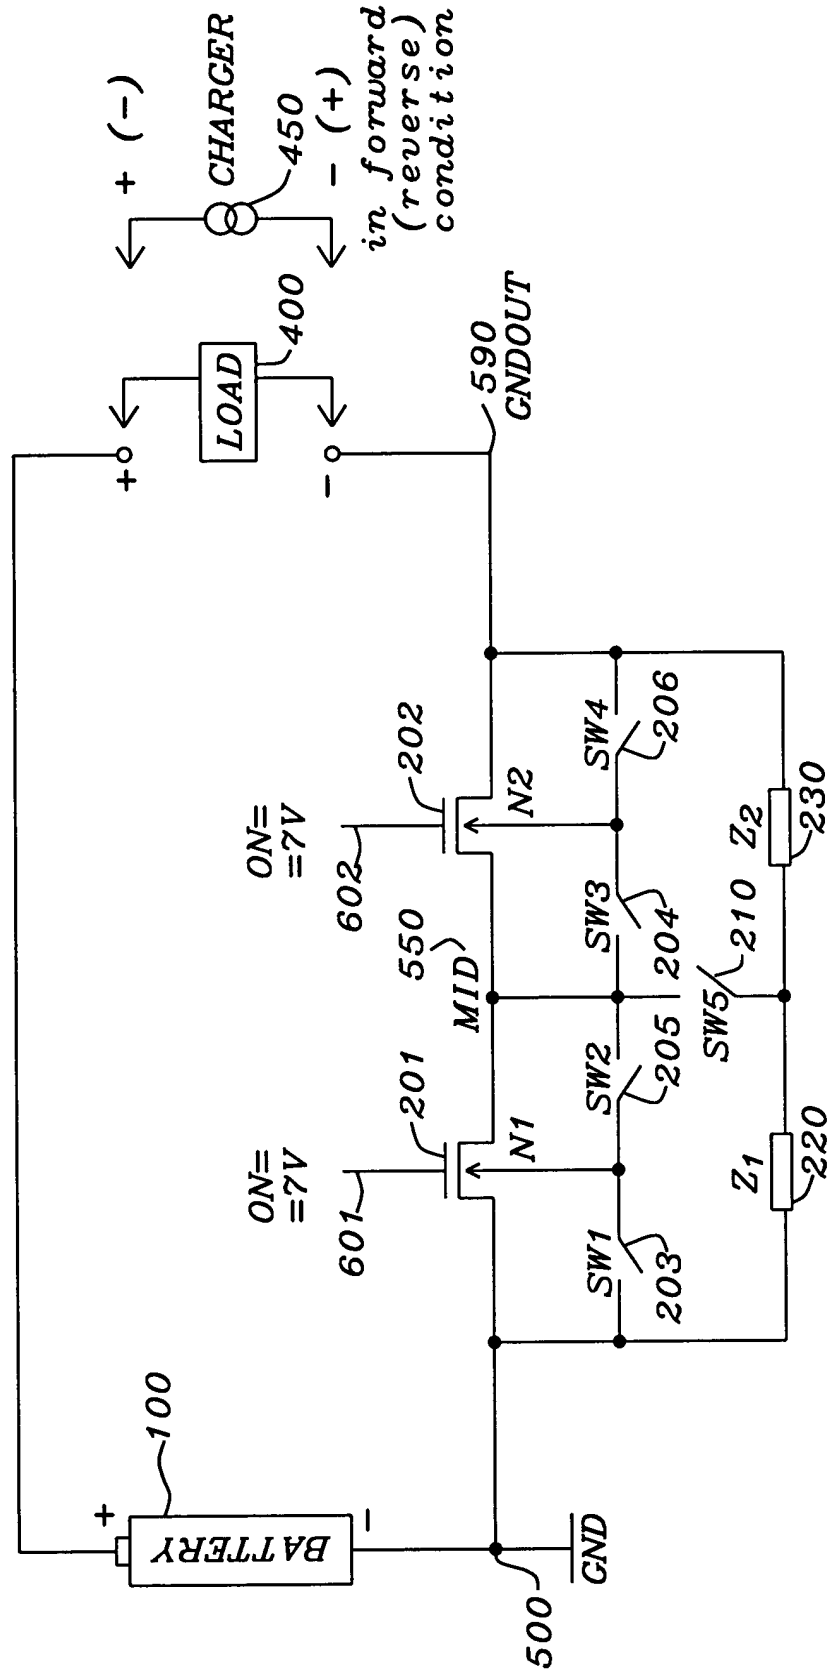 + (-)
CHARGER
450
- (+)
in forward
(reverse)
condition
+
LOAD
400
-
590
GNDOUT
ON=
=7V
602
202
N2
SW4
206
SW3
204
550
MID
Z2
230
SW5
210
ON=
=7V
601
201
N1
SW2
205
SW1
203
Z1
220
+
100
BATTERY
-
500
GND